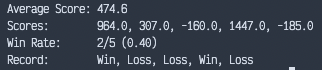 Average Score: 474.6
Scores: 964.0, 307.0, -160.0, 1447.0, -185.0
Win Rate: 2/5 (0.40)
Record: Win, Loss, Loss, Win, Loss